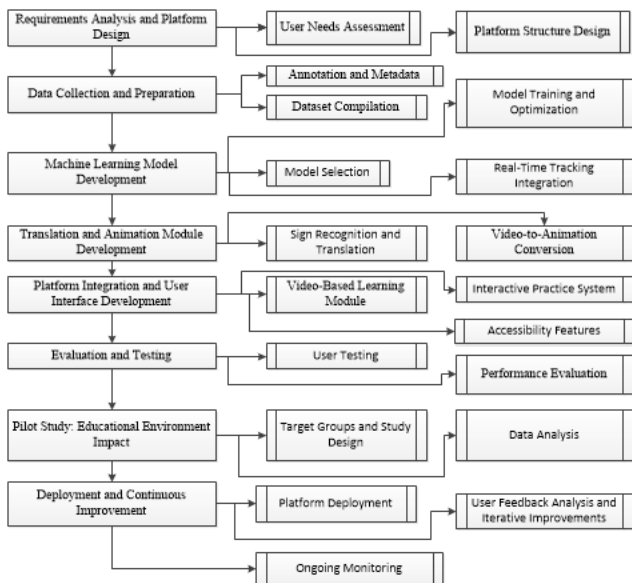 Requirements Analysis and Platform
Design
User Needs Assessment
Platform Structure Design
Data Collection and Preparation
Annotation and Metadata
Dataset Compilation
Model Training and
Optimization
Machine Learning Model
Development
Model Selection
Real-Time Tracking
Integration
Translation and Animation Module
Development
Sign Recognition and
Translation
Video-to-Animation
Conversion
Platform Integration and User
Interface Development
Video-Based Learning
Module
Interactive Practice System
Accessibility Features
Evaluation and Testing
User Testing
Performance Evaluation
Pilot Study: Educational Environment
Impact
Target Groups and Study
Design
Data Analysis
Deployment and Continuous
Improvement
Platform Deployment
User Feedback Analysis and
Iterative Improvements
Ongoing Monitoring